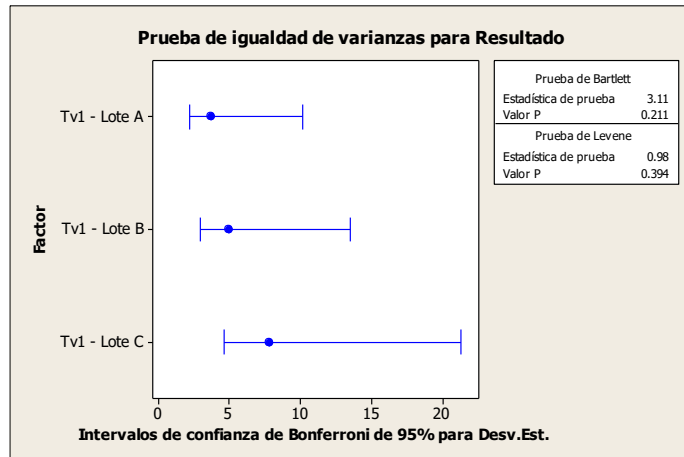 Prueba de igualdad de varianzas para Resultado
Prueba de Bartlett
Estadística de prueba 3.11
Valor P 0.211
Prueba de Levene
Estadística de prueba 0.98
Valor P 0.394
Factor
Tv1 - Lote A
Tv1 - Lote B
Tv1 - Lote C
0 5 10 15 20
Intervalos de confianza de Bonferroni de 95% para Desv.Est.